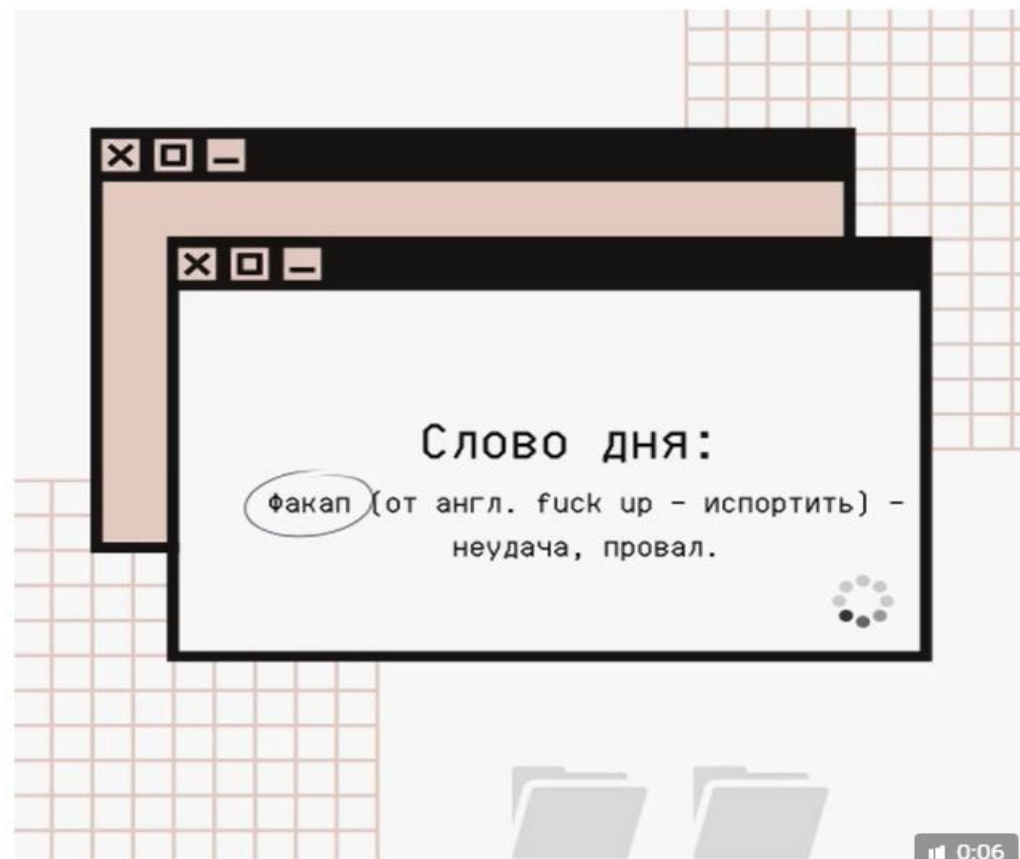 Слово дня:
Факап (от англ. fuck up – испортить) –
неудача, провал.
0:06